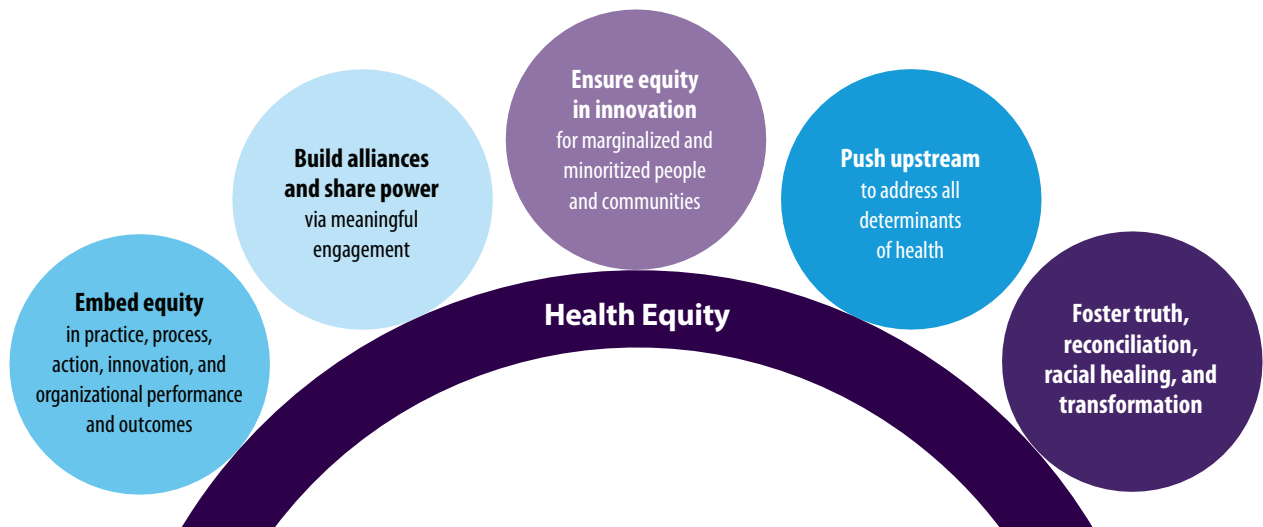 Embed equity
in practice, process,
action, innovation, and
organizational performance
and outcomes
Build alliances
and share power
via meaningful
engagement
Ensure equity
in innovation
for marginalized and
minoritized people
and communities
Push upstream
to address all
determinants
of health
Foster truth,
reconciliation,
racial healing, and
transformation
Health Equity